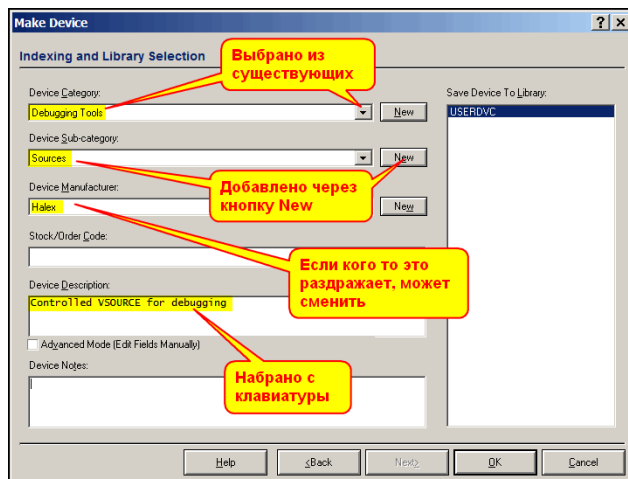 Make Device
Indexing and Library Selection
Выбрано из
существующих
Device Category:
Debugging Tools
New
Save Device To Library:
USERDVC
Device Sub-category:
Sources
New
Добавлено через
кнопку New
Device Manufacturer:
Halex
New
Stock/Order Code:
Если кого то это
раздражает, может
сменить
Device Description:
Controlled VSOURCE for debugging
Advanced Mode (Edit Fields Manually)
Набрано с
клавиатуры
Device Notes:
Help
<Back
Next>
OK
Cancel